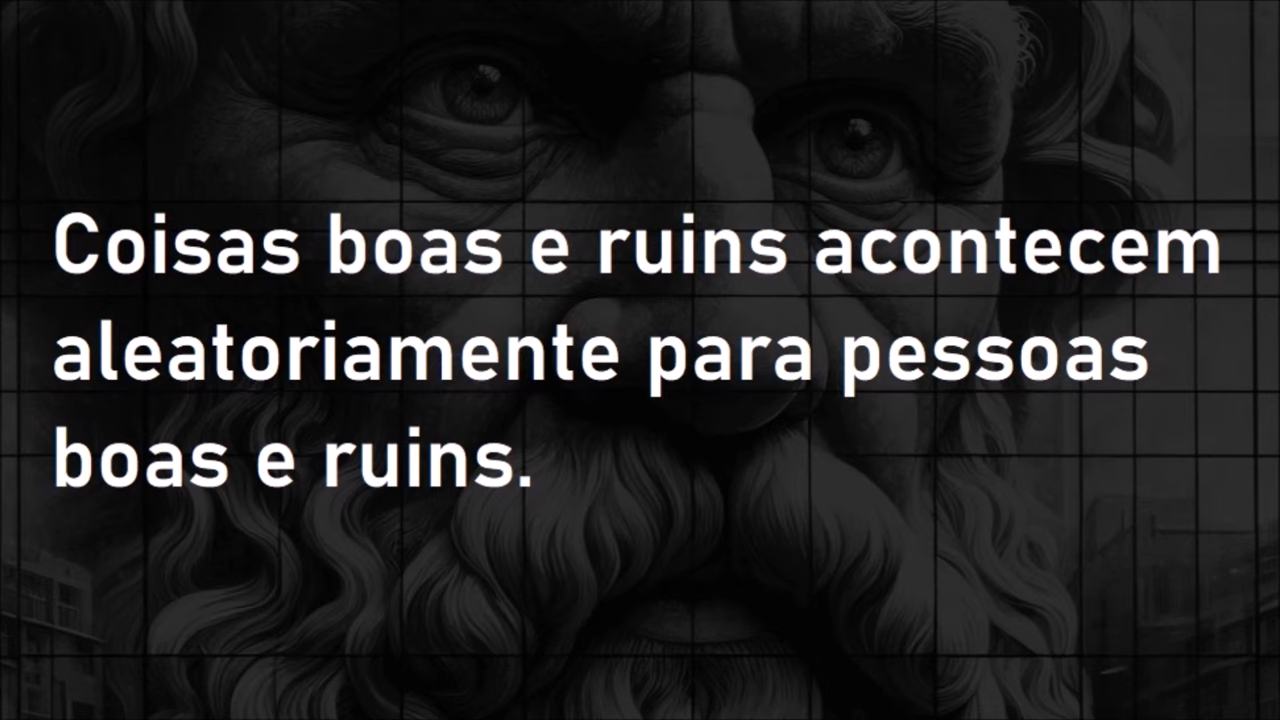 Coisas boas e ruins acontecem
aleatoriamente para pessoas
boas e ruins.